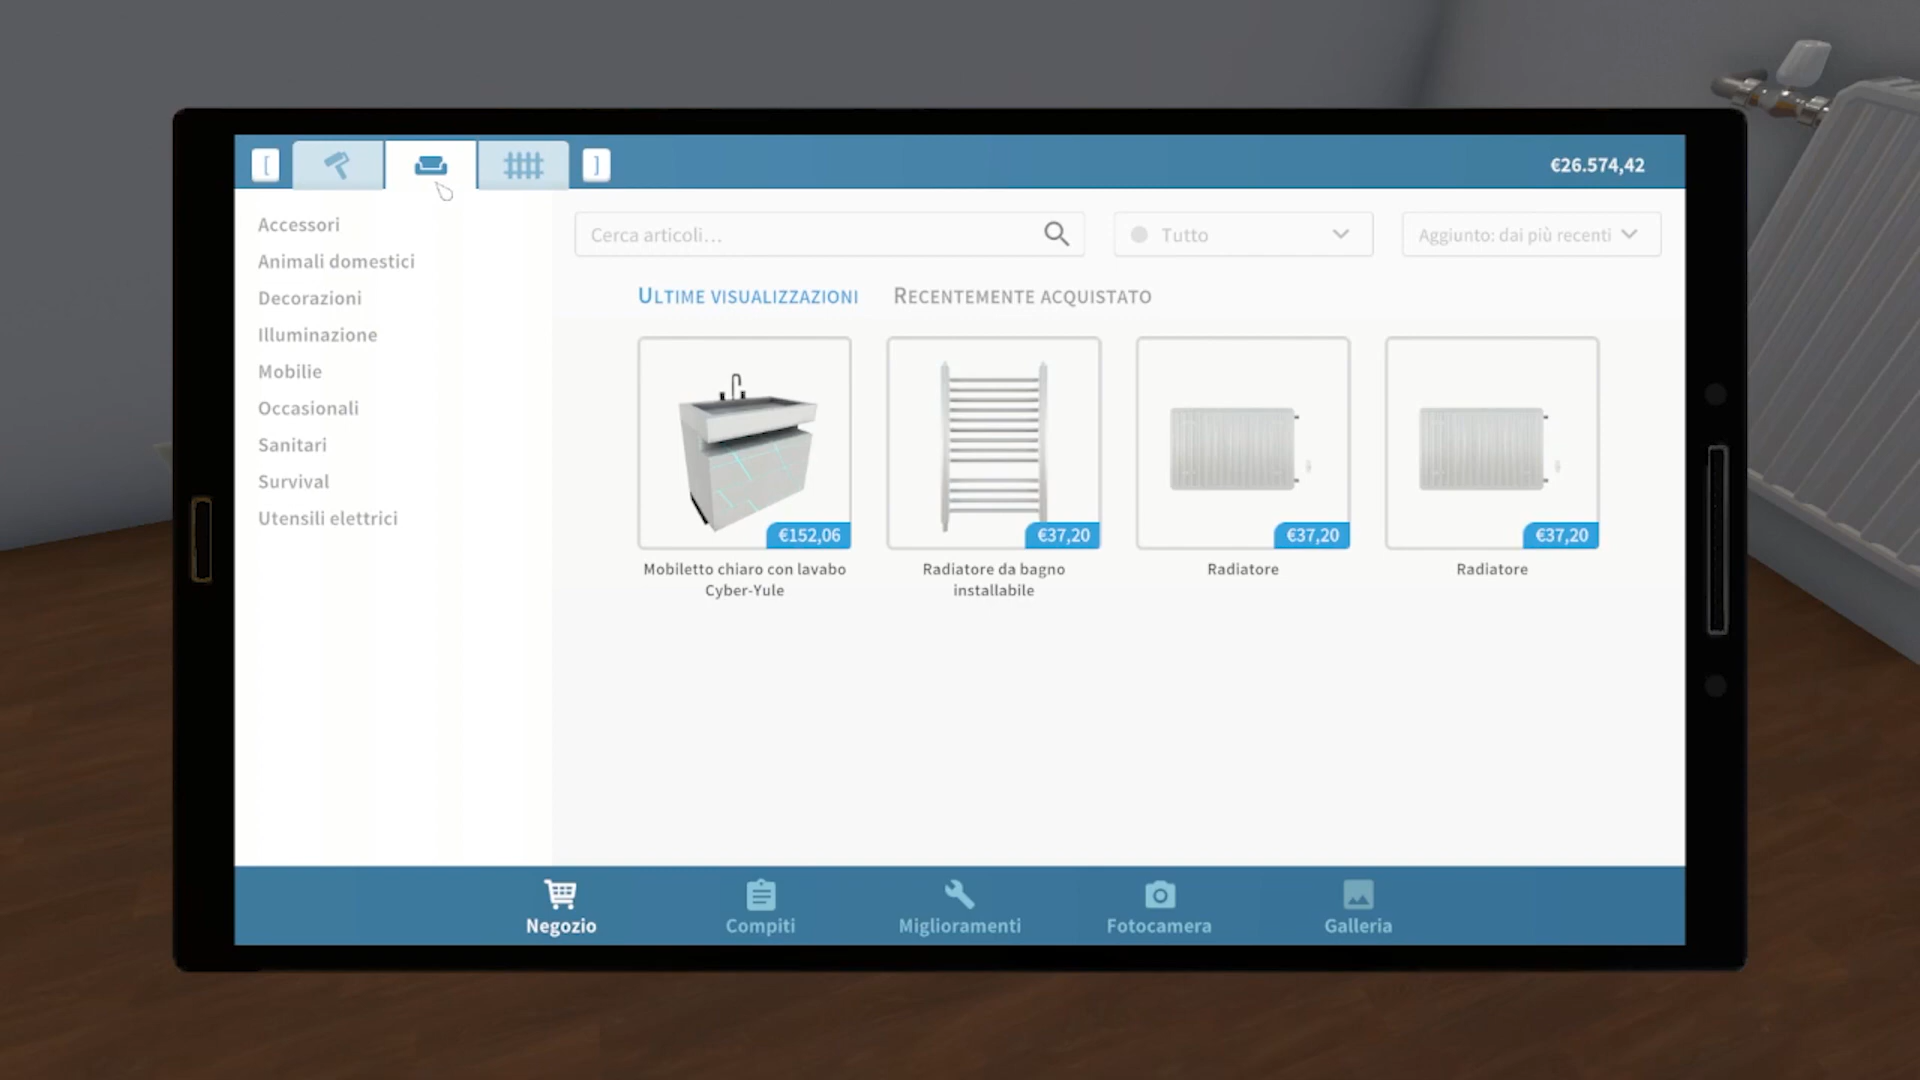 [
]
€26.574,42
Accessori
Animali domestici
Decorazioni
Illuminazione
Mobilie
Occasionali
Sanitari
Survival
Utensili elettrici
Cerca articoli...
Tutto
Aggiunto: dai più recenti
ULTIME VISUALIZZAZIONI
RECENTEMENTE ACQUISTATO
€152,06
Mobiletto chiaro con lavabo
Cyber-Yule
€37,20
Radiatore da bagno
installabile
€37,20
Radiatore
€37,20
Radiatore
Negozio
Compiti
Miglioramenti
Fotocamera
Galleria